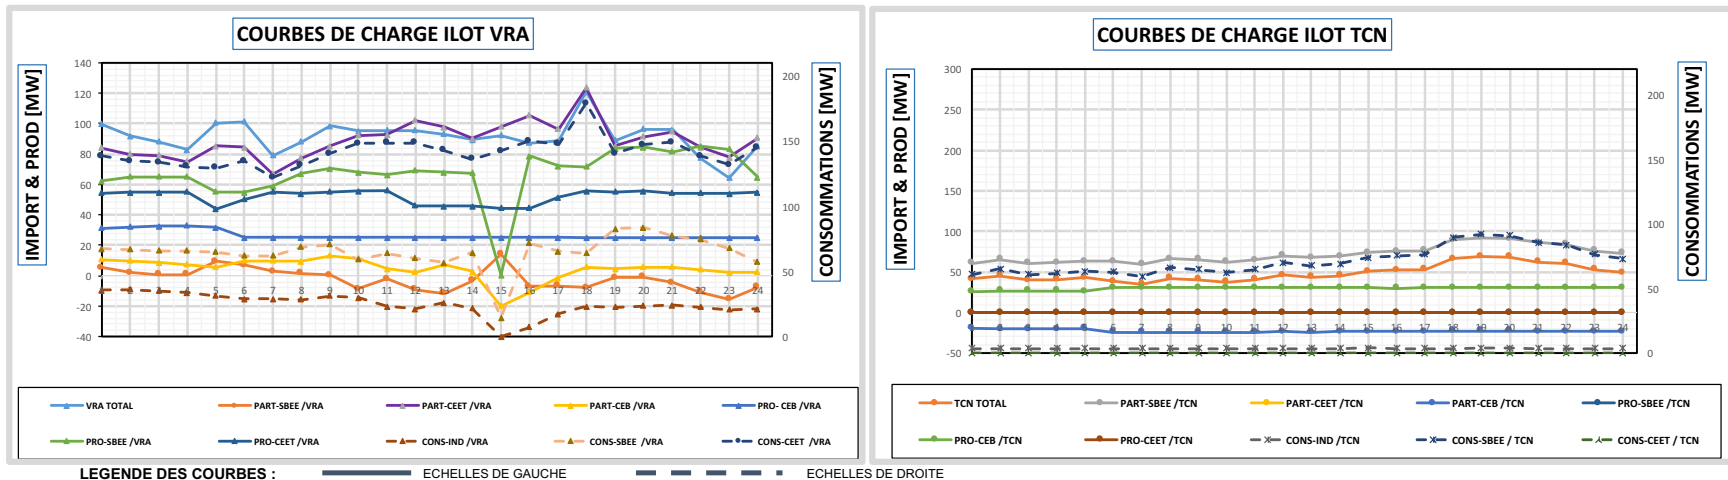 COURBES DE CHARGE ILOT VRA
IMPORT & PROD [MW]
140
120
100
80
60
40
20
0
-20
-40
2 3 4 5 6 7 8 9 10 11 12 13 14 15 16 17 18 19 20 21 22 23 24
200
150
100
50
0
CONSOMMATIONS [MW]
VRA TOTAL PART-SBEE /VRA PART-CEET /VRA PART-CEB /VRA PRO- CEB /VRA
PRO-SBEE /VRA PRO-CEET /VRA CONS-IND /VRA CONS-SBEE /VRA CONS-CEET /VRA
COURBES DE CHARGE ILOT TCN
IMPORT & PROD [MW]
300
250
200
150
100
50
0
-50
6 7 8 9 10 11 12 13 14 15 16 17 18 19 20 21 22 23 24
200
150
100
50
0
CONSOMMATIONS [MW]
TCN TOTAL PART-SBEE /TCN PART-CEET /TCN PART-CEB /TCN PRO-SBEE /TCN
PRO-CEB /TCN PRO-CEET /TCN CONS-IND /TCN CONS-SBEE / TCN CONS-CEET / TCN
LEGENDE DES COURBES : ECHELLES DE GAUCHE ECHELLES DE DROITE